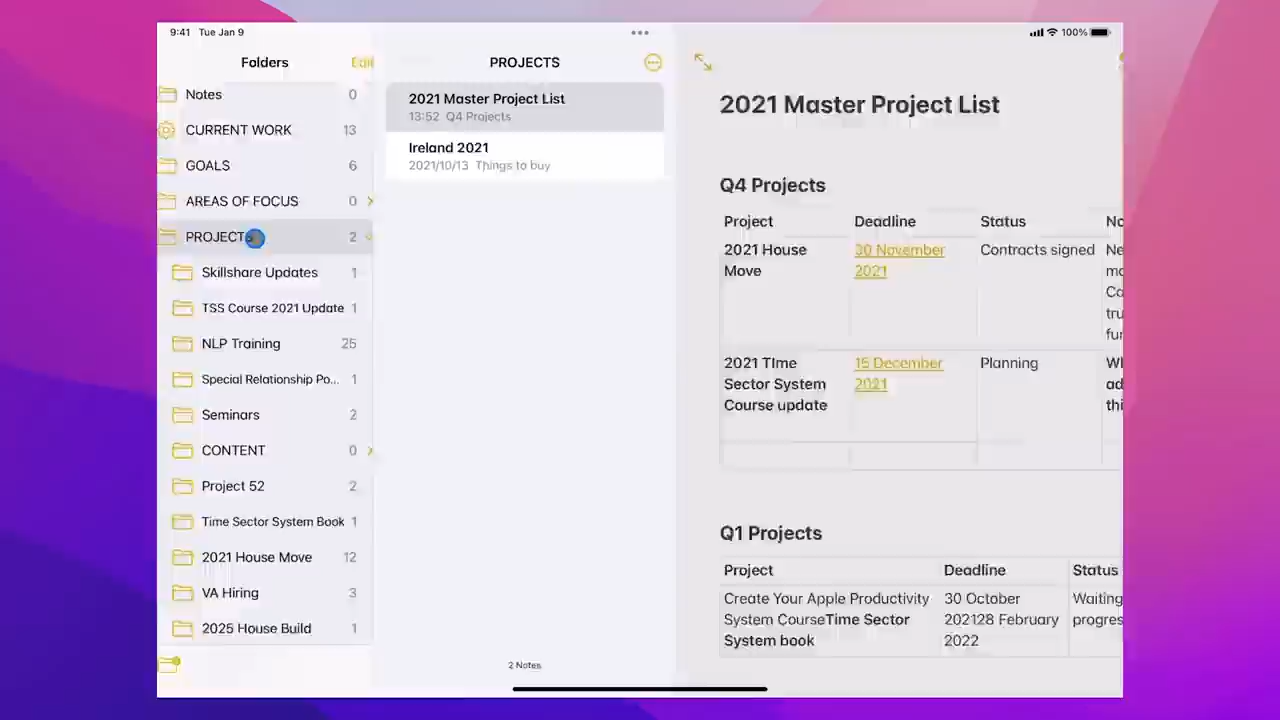 9:41 Tue Jan 9
100%
Folders
Edit
Notes 0
CURRENT WORK 13
GOALS 6
AREAS OF FOCUS 0
PROJECTS 2
Skillshare Updates 1
TSS Course 2021 Update 1
NLP Training 25
Special Relationship Po... 1
Seminars 2
CONTENT 0
Project 52 2
Time Sector System Book 1
2021 House Move 12
VA Hiring 3
2025 House Build 1
PROJECTS
2021 Master Project List
13:52 Q4 Projects
Ireland 2021
2021/10/13 Things to buy
2 Notes
2021 Master Project List
Q4 Projects
Project Deadline Status
2021 House 30 November Contracts signed
Move 2021
2021 TIme 15 December Planning
Sector System 2021
Course update
Q1 Projects
Project Deadline Status
Create Your Apple Productivity 30 October Waiting
System CourseTime Sector 202128 February progres
System book 2022